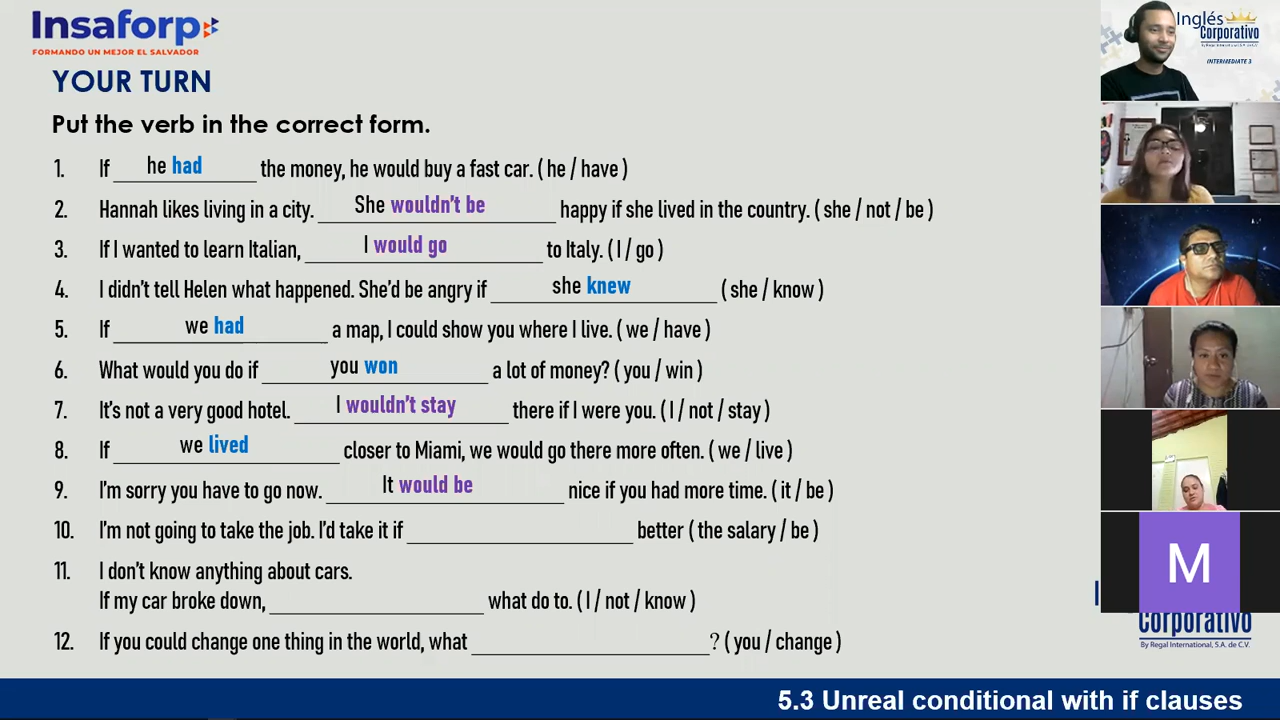 Insaforp
FORMANDO UN MEJOR EL SALVADOR
YOUR TURN
Put the verb in the correct form.
1. If he had the money, he would buy a fast car. ( he / have )
2. Hannah likes living in a city. She wouldn't be happy if she lived in the country. ( she / not / be )
3. If I wanted to learn Italian, I would go to Italy. ( I / go )
4. I didn't tell Helen what happened. She'd be angry if she knew ( she / know )
5. If we had a map, I could show you where I live. ( we / have )
6. What would you do if you won a lot of money? ( you / win )
7. It's not a very good hotel. I wouldn't stay there if I were you. ( I / not / stay )
8. If we lived closer to Miami, we would go there more often. ( we / live )
9. I'm sorry you have to go now. It would be nice if you had more time. ( it / be )
10. I'm not going to take the job. I'd take it if ____ better ( the salary / be )
11. I don't know anything about cars.
If my car broke down, ____ what do to. ( I / not / know )
12. If you could change one thing in the world, what ____ ? ( you / change )
5.3 Unreal conditional with if clauses
Inglés
Corporativo
By Regal International, S.A. de C.V.
INTERMEDIATE 3
M
Corporativo
By Regal International, S.A. de C.V.